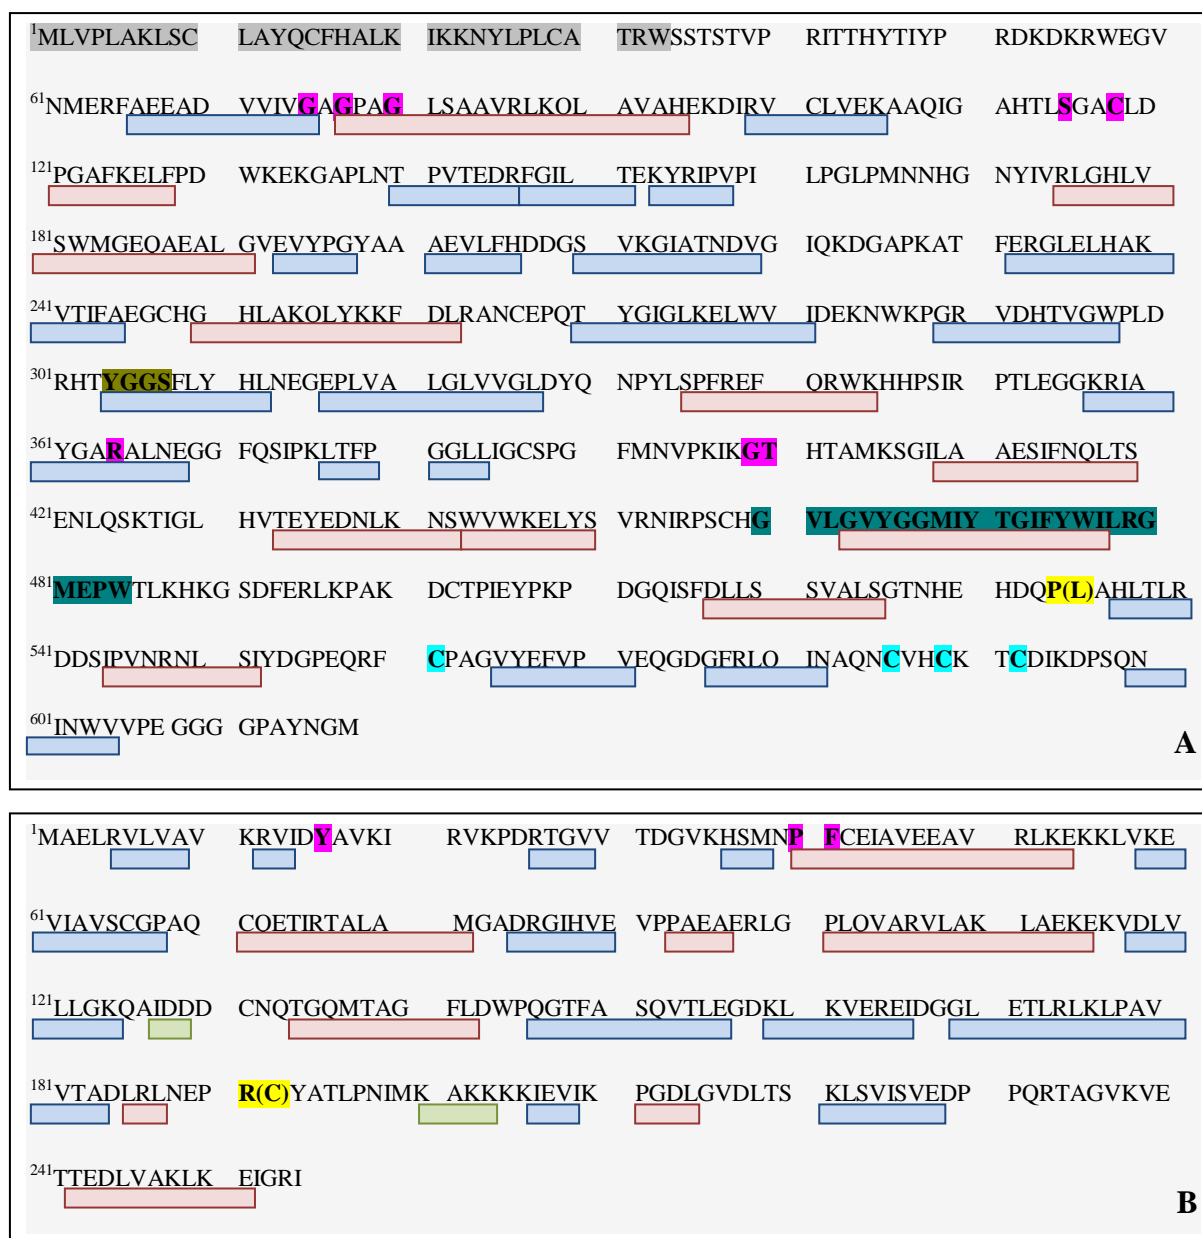 1MLVPLAKLSC LAYQCFHALK IKKNYLPLCA TRWSSTSTVP RITTHYTIYP RDKDKRWEGV
61NMERFAEEAD VVIVGAGPAG LSAAVRLKQL AVAHEKDIRV CLVEKAAQIG AHTLSGACLD
121PGAFKELFPD WKEKGAPLNT PVTEDRFGIL TEKYRIPVPI LPGLPMNNHG NYIVRLGHLV
181SWMGEQAEAL GVEVYPGYAA AEVLFHDDGS VKGIATNDVG IQKDGAPKAT FERGLELHAK
241VTIFAEGCHG HLAKQLYKKF DLRANCEPQT YGIGLKELWV IDEKNWKPGR VDHTVGWPLD
301RHTYGGSFLY HLNEGEPLVA LGLVVGLDYQ NPYLSPFREF QRWKHHPSIR PTLEGGKRIA
361YGARALNEGG FQSIPKLTFP GGLLIGCSPG FMNVPKIKGT HTAMKSGILA AESIFNQLTS
421ENLQSKTIGL HVTEYEDNLK NSWVWKELYS VRNIRPSCHG VLGVYGGMIY TGIFYWILRG
481MEPWTLKHKG SDFERLKPAK DCTPIEYPKP DGQISFDLLS SVALSGTNHE HDQP(L)AHLTLR
541DDSIPVNRNL SIYDGPEQRF CPAGVYEFVP VEQGDGFRLQ INAQNCVHCK TCDIKDPSQN
601INWVVPE GGG GPAYNGM
A
1MAELRVLVAV KRVIDYAVKI RVKPDRTGVV TDGVKHSMNP FCEIAVEEAV RLKEKKLVKE
61VIAVSCGPAQ CQETIRTALA MGADRGIHVE VPPAEAERLG PLQVARVLAK LAEKEKVDLV
121LLGKQAIDDD CNQTGQMTAG FLDWPQGTFA SQVTLEGDKL KVEREIDGGL ETLRLKLPAV
181VTADLRLNEP R(C)YATLPNIMK AKKKKIEVIK PGDLGVDLTS KLSVISVEDP PQRTAGVKVE
241TTEDLVAKLK EIGRI
B